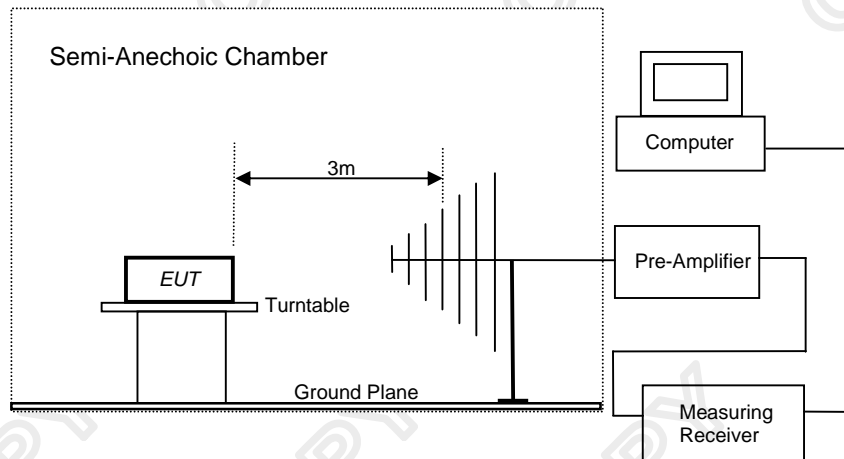 Semi-Anechoic Chamber
Computer
3m
Pre-Amplifier
EUT
Turntable
Ground Plane
Measuring
Receiver